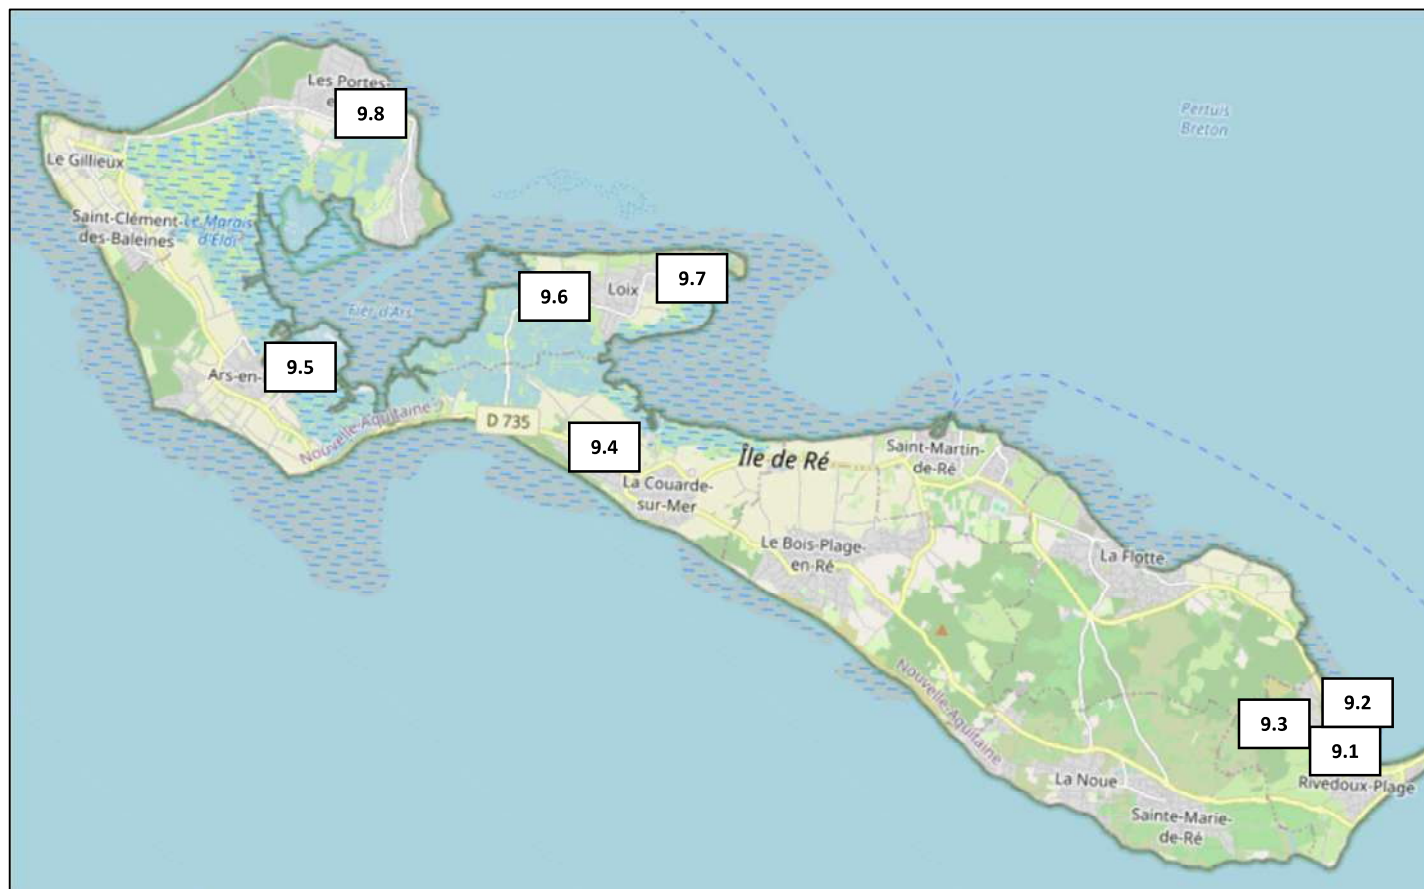 Les Portes-
e
9.8
Pertuis
Breton
Le Gillieux
Saint-Clément-
des-Baleines
Le Marais
d'Eloi
9.7
9.6
Loix
Fier d'Ars
9.5
Ars-en-
Nouvelle-Aquitaine
D 735
9.4
Île de Ré
Saint-Martin-
de-Ré
La Couarde-
sur-Mer
Le Bois-Plage-
en-Ré
La Flotte
Nouvelle-Aquitaine
9.2
9.3
9.1
Rivedoux-Plage
La Noue
Sainte-Marie-
de-Ré